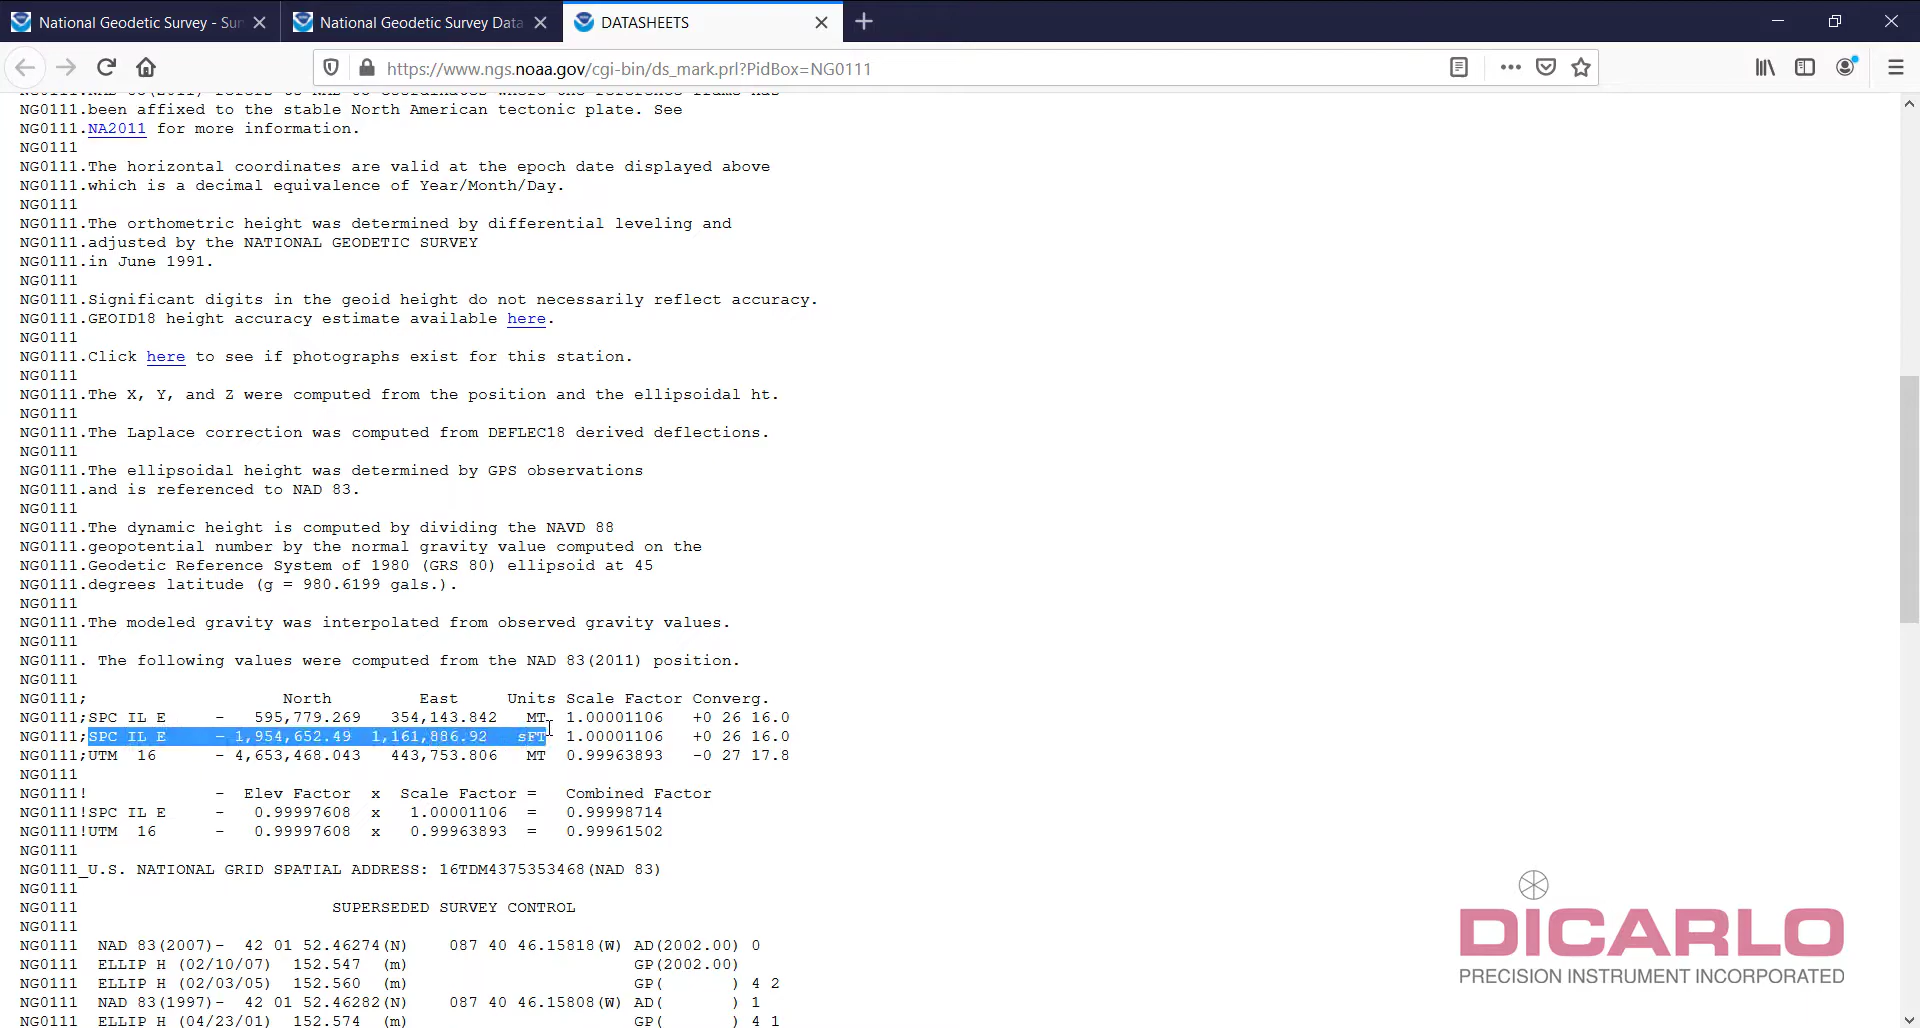 National Geodetic Survey - Sur
National Geodetic Survey Data
DATASHEETS
https://www.ngs.noaa.gov/cgi-bin/ds_mark.prl?PidBox=NG0111
NG0111.been affixed to the stable North American tectonic plate. See
NG0111.NA2011 for more information.
NG0111
NG0111.The horizontal coordinates are valid at the epoch date displayed above
NG0111.which is a decimal equivalence of Year/Month/Day.
NG0111
NG0111.The orthometric height was determined by differential leveling and
NG0111.adjusted by the NATIONAL GEODETIC SURVEY
NG0111.in June 1991.
NG0111
NG0111.Significant digits in the geoid height do not necessarily reflect accuracy.
NG0111.GEOID18 height accuracy estimate available here.
NG0111
NG0111.Click here to see if photographs exist for this station.
NG0111
NG0111.The X, Y, and Z were computed from the position and the ellipsoidal ht.
NG0111
NG0111.The Laplace correction was computed from DEFLEC18 derived deflections.
NG0111
NG0111.The ellipsoidal height was determined by GPS observations
NG0111.and is referenced to NAD 83.
NG0111
NG0111.The dynamic height is computed by dividing the NAVD 88
NG0111.geopotential number by the normal gravity value computed on the
NG0111.Geodetic Reference System of 1980 (GRS 80) ellipsoid at 45
NG0111.degrees latitude (g = 980.6199 gals.).
NG0111
NG0111.The modeled gravity was interpolated from observed gravity values.
NG0111
NG0111. The following values were computed from the NAD 83(2011) position.
NG0111
NG0111; North East Units Scale Factor Converg.
NG0111;SPC IL E - 595,779.269 354,143.842 MT 1.00001106 +0 26 16.0
NG0111;SPC IL E - 1,954,652.49 1,161,886.92 sFT 1.00001106 +0 26 16.0
NG0111;UTM 16 - 4,653,468.043 443,753.806 MT 0.99963893 -0 27 17.8
NG0111
NG0111! - Elev Factor x Scale Factor = Combined Factor
NG0111!SPC IL E - 0.99997608 x 1.00001106 = 0.99998714
NG0111!UTM 16 - 0.99997608 x 0.99963893 = 0.99961502
NG0111
NG0111_U.S. NATIONAL GRID SPATIAL ADDRESS: 16TDM4375353468(NAD 83)
NG0111
NG0111 SUPERSEDED SURVEY CONTROL
NG0111
NG0111 NAD 83(2007)- 42 01 52.46274(N) 087 40 46.15818(W) AD(2002.00) 0
NG0111 ELLIP H (02/10/07) 152.547 (m) GP(2002.00)
NG0111 ELLIP H (02/03/05) 152.560 (m) GP( ) 4 2
NG0111 NAD 83(1997)- 42 01 52.46282(N) 087 40 46.15808(W) AD( ) 1
NG0111 ELLIP H (04/23/01) 152.574 (m) GP( ) 4 1
DICARLO
PRECISION INSTRUMENT INCORPORATED